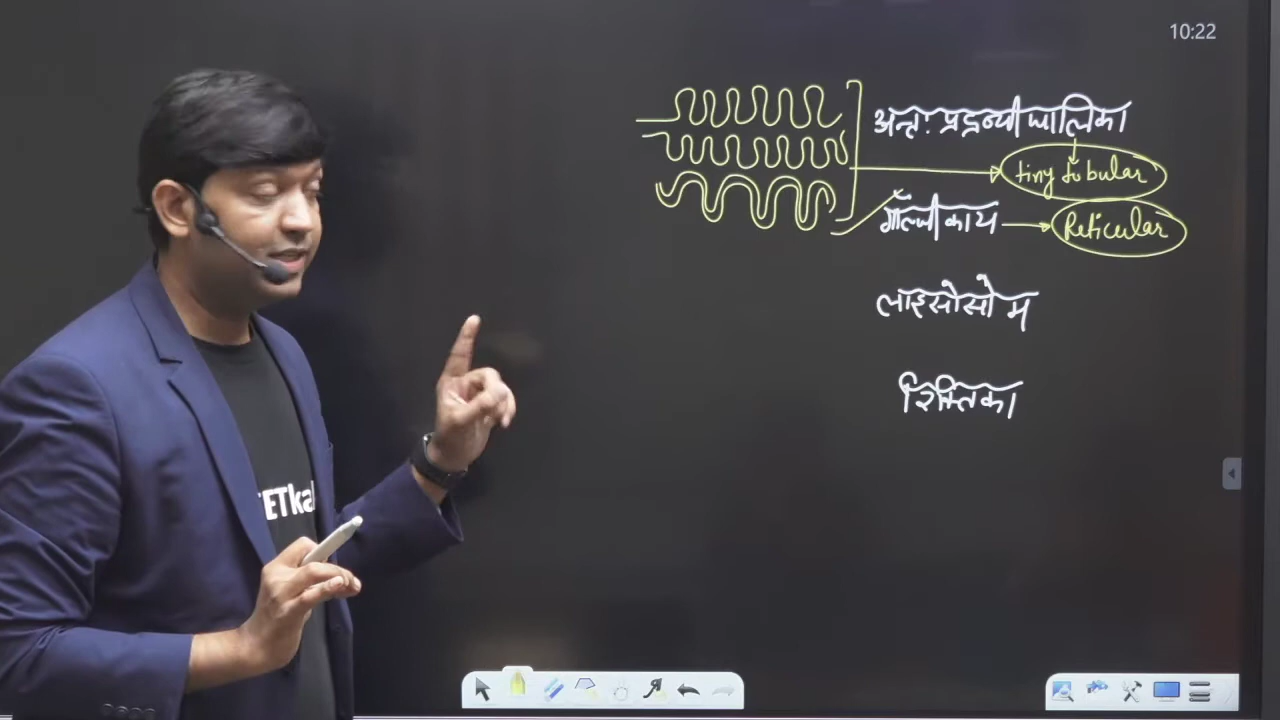 10:22
अन्तः प्रद्रव्यी जालिका
tiny tubular
गॉल्जीकाय
Reticular
लाइसोसोम
रिक्तिका